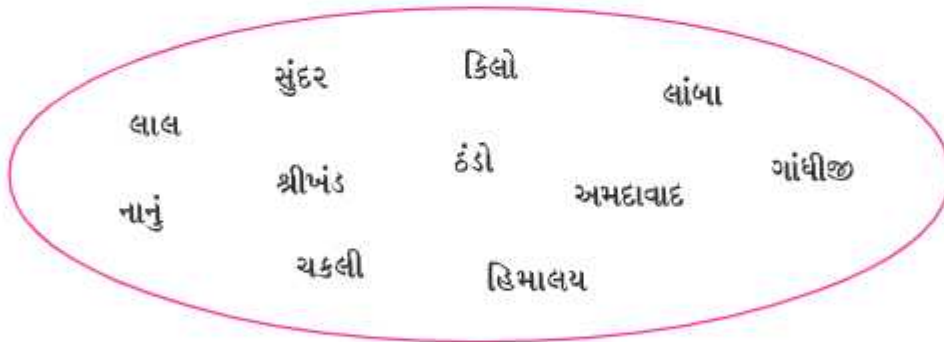 કિલો
સુંદર
લાંબા
લાલ
ઠંડો
ગાંધીજી
શ્રીખંડ
અમદાવાદ
નાનું
ચકલી
હિમાલય